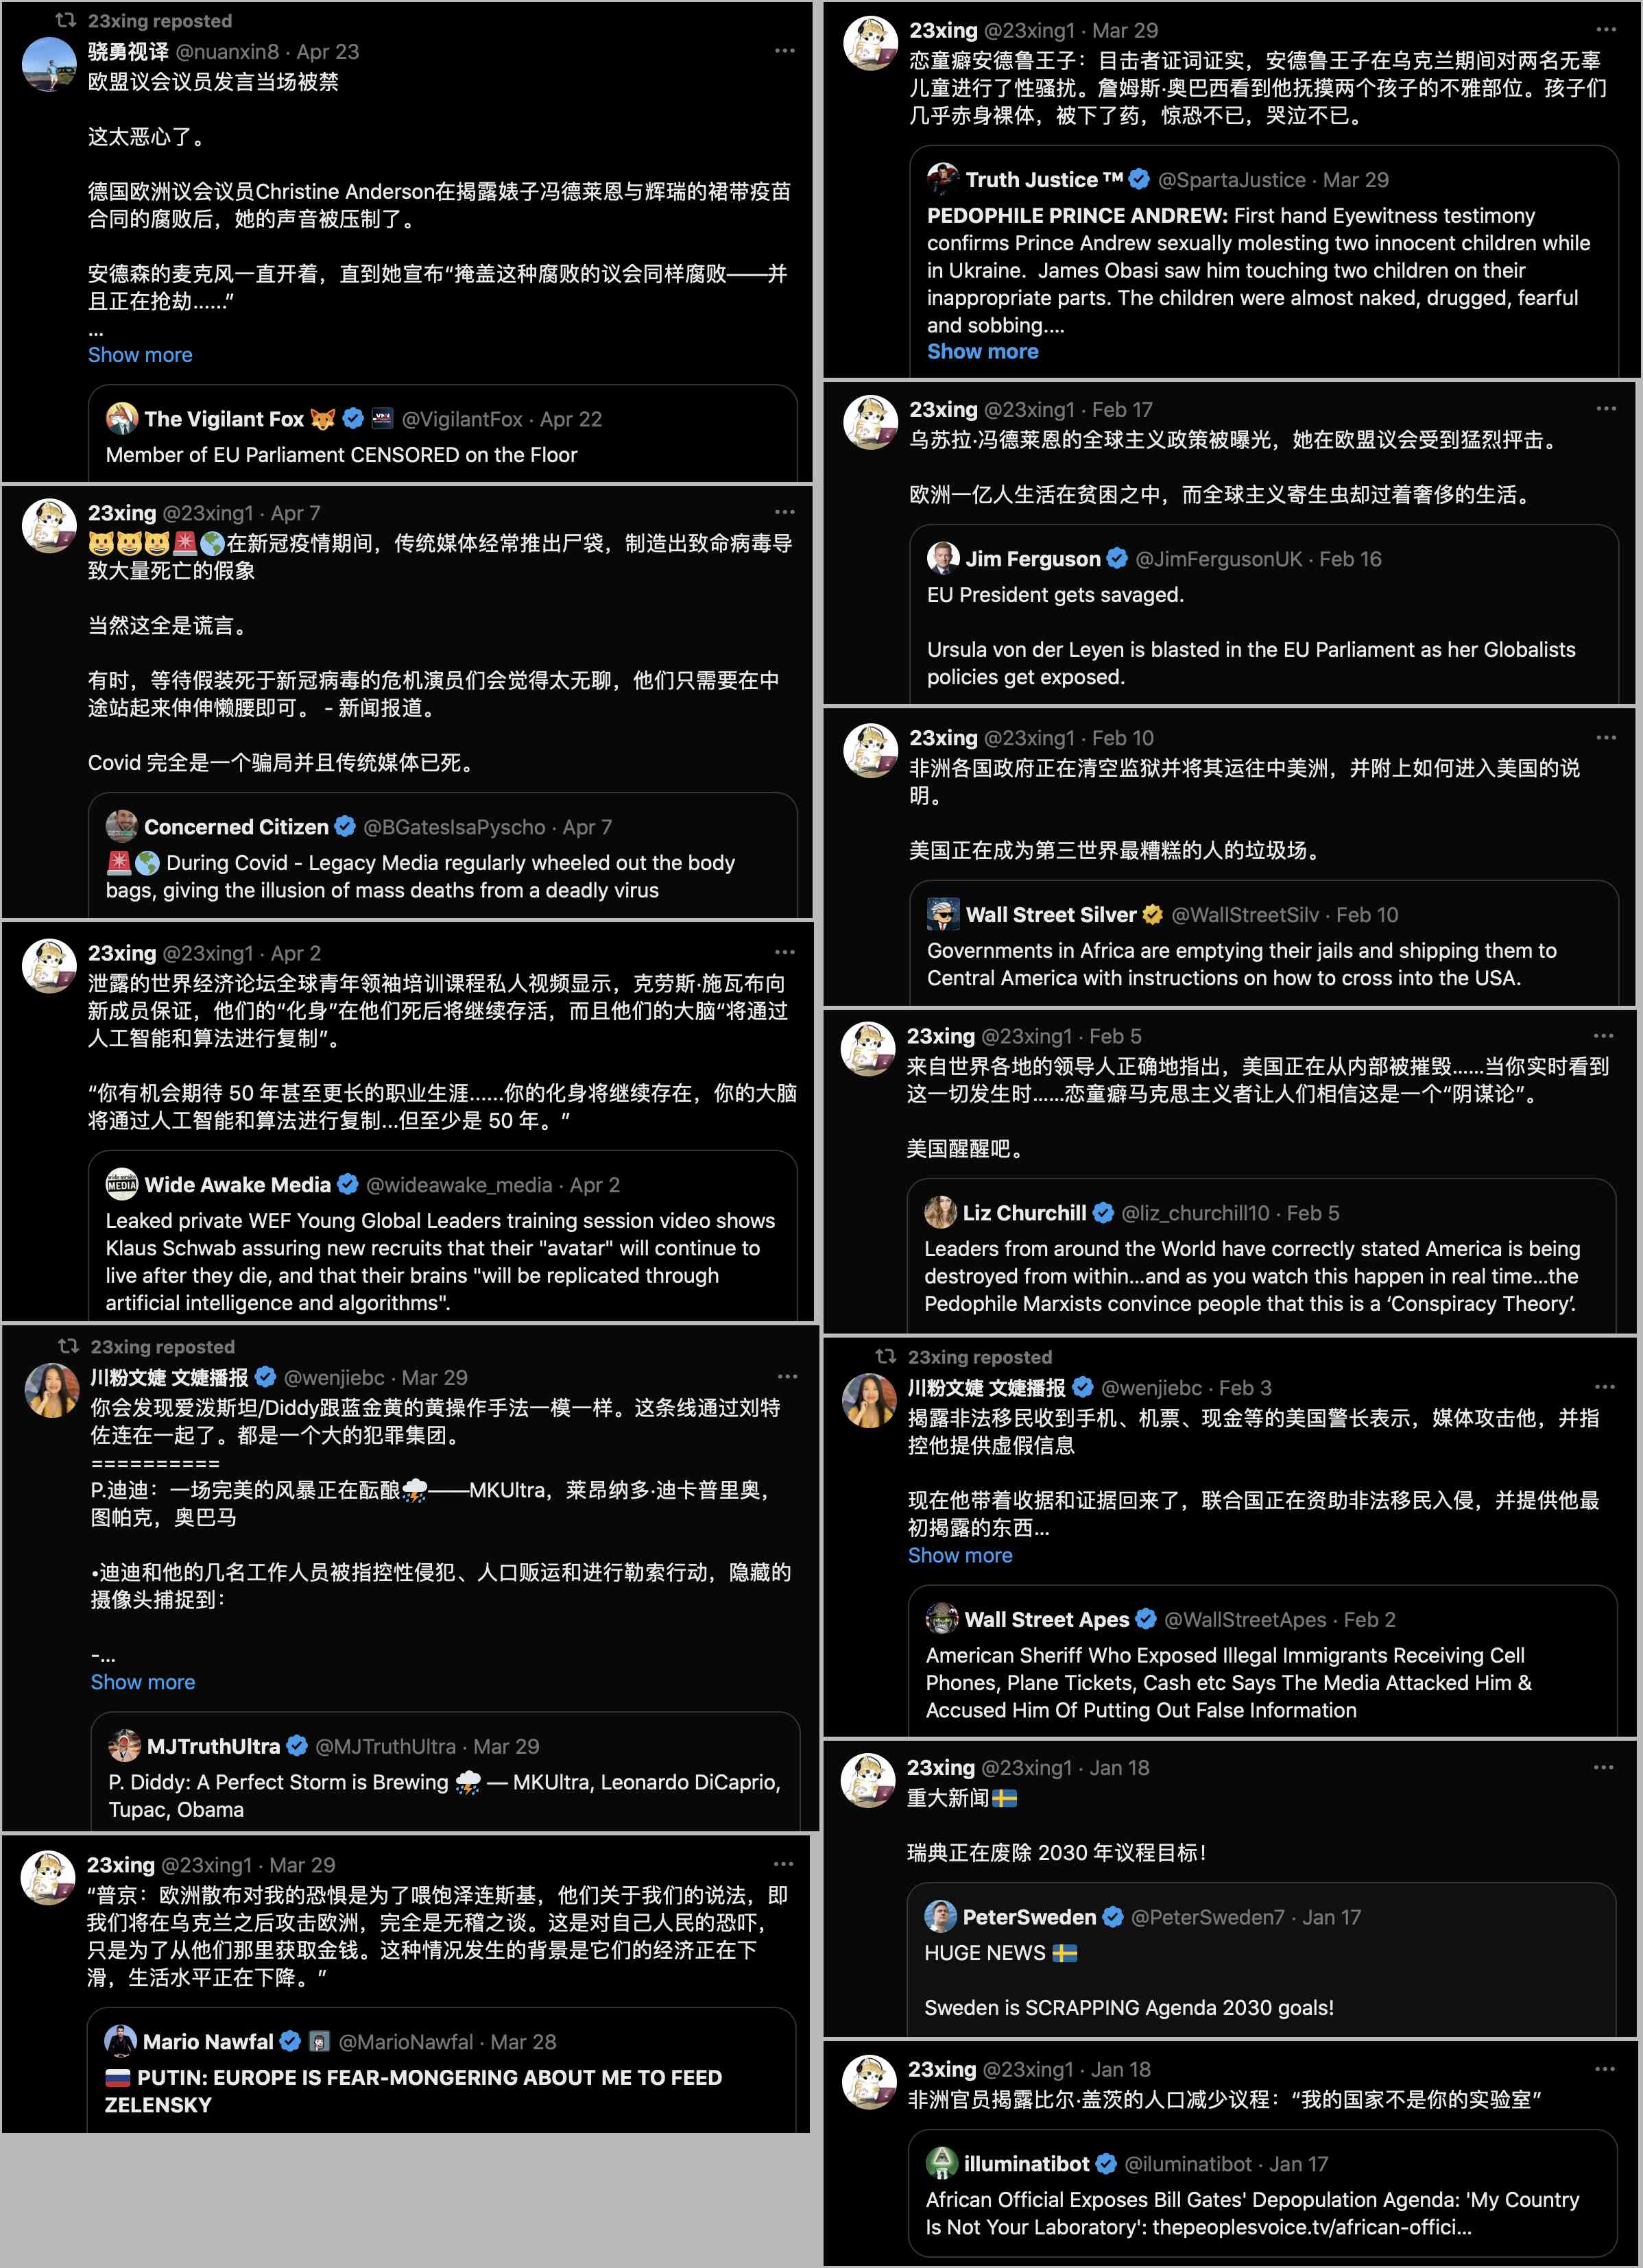 23xing reposted
骁勇视译 @nuanxin8 · Apr 23
欧盟议会议员发言当场被禁
这太恶心了。
德国欧洲议会议员Christine Anderson在揭露婊子冯德莱恩与辉瑞的裙带疫苗
合同的腐败后，她的声音被压制了。
安德森的麦克风一直开着，直到她宣布“掩盖这种腐败的议会同样腐败——并
且正在抢劫......”
...
Show more
The Vigilant Fox 🦊 @VigilantFox · Apr 22
Member of EU Parliament CENSORED on the Floor
23xing @23xing1 · Apr 7
😺😺😺🚨🌎在新冠疫情期间，传统媒体经常推出尸袋，制造出致命病毒导
致大量死亡的假象
当然这全是谎言。
有时，等待假装死于新冠病毒的危机演员们会觉得太无聊，他们只需要在中
途站起来伸伸懒腰即可。 - 新闻报道。
Covid 完全是一个骗局并且传统媒体已死。
Concerned Citizen @BGatesIsaPyscho · Apr 7
🚨🌎 During Covid - Legacy Media regularly wheeled out the body
bags, giving the illusion of mass deaths from a deadly virus
23xing @23xing1 · Apr 2
泄露的世界经济论坛全球青年领袖培训课程私人视频显示，克劳斯·施瓦布向
新成员保证，他们的“化身”在他们死后将继续存活，而且他们的大脑“将通过
人工智能和算法进行复制”。
“你有机会期待 50 年甚至更长的职业生涯......你的化身将继续存在，你的大脑
将通过人工智能和算法进行复制...但至少是 50 年。”
MEDIA
Wide Awake Media @wideawake_media · Apr 2
Leaked private WEF Young Global Leaders training session video shows
Klaus Schwab assuring new recruits that their "avatar" will continue to
live after they die, and that their brains "will be replicated through
artificial intelligence and algorithms".
23xing reposted
川粉文婕 文婕播报 @wenjiebc · Mar 29
你会发现爱泼斯坦/Diddy跟蓝金黄的黄操作手法一模一样。这条线通过刘特
佐连在一起了。都是一个大的犯罪集团。
==========
P.迪迪：一场完美的风暴正在酝酿⛈️——MKUltra，莱昂纳多·迪卡普里奥，
图帕克，奥巴马
•迪迪和他的几名工作人员被指控性侵犯、人口贩运和进行勒索行动，隐藏的
摄像头捕捉到：
-...
Show more
MJTruthUltra @MJTruthUltra · Mar 29
P. Diddy: A Perfect Storm is Brewing ⛈️ — MKUltra, Leonardo DiCaprio,
Tupac, Obama
23xing @23xing1 · Mar 29
“普京：欧洲散布对我的恐惧是为了喂饱泽连斯基，他们关于我们的说法，即
我们将在乌克兰之后攻击欧洲，完全是无稽之谈。这是对自己人民的恐吓，
只是为了从他们那里获取金钱。这种情况发生的背景是它们的经济正在下
滑，生活水平正在下降。”
Mario Nawfal @MarioNawfal · Mar 28
🇷🇺 PUTIN: EUROPE IS FEAR-MONGERING ABOUT ME TO FEED
ZELENSKY
23xing @23xing1 · Mar 29
恋童癖安德鲁王子：目击者证词证实，安德鲁王子在乌克兰期间对两名无辜
儿童进行了性骚扰。詹姆斯·奥巴西看到他抚摸两个孩子的不雅部位。孩子们
几乎赤身裸体，被下了药，惊恐不已，哭泣不已。
Truth Justice ™ @SpartaJustice · Mar 29
PEDOPHILE PRINCE ANDREW: First hand Eyewitness testimony
confirms Prince Andrew sexually molesting two innocent children while
in Ukraine. James Obasi saw him touching two children on their
inappropriate parts. The children were almost naked, drugged, fearful
and sobbing....
Show more
23xing @23xing1 · Feb 17
乌苏拉·冯德莱恩的全球主义政策被曝光，她在欧盟议会受到猛烈抨击。
欧洲一亿人生活在贫困之中，而全球主义寄生虫却过着奢侈的生活。
Jim Ferguson @JimFergusonUK · Feb 16
EU President gets savaged.
Ursula von der Leyen is blasted in the EU Parliament as her Globalists
policies get exposed.
23xing @23xing1 · Feb 10
非洲各国政府正在清空监狱并将其运往中美洲，并附上如何进入美国的说
明。
美国正在成为第三世界最糟糕的人的垃圾场。
Wall Street Silver @WallStreetSilv · Feb 10
Governments in Africa are emptying their jails and shipping them to
Central America with instructions on how to cross into the USA.
23xing @23xing1 · Feb 5
来自世界各地的领导人正确地指出，美国正在从内部被摧毁......当你实时看到
这一切发生时......恋童癖马克思主义者让人们相信这是一个“阴谋论”。
美国醒醒吧。
Liz Churchill @liz_churchill10 · Feb 5
Leaders from around the World have correctly stated America is being
destroyed from within...and as you watch this happen in real time...the
Pedophile Marxists convince people that this is a ‘Conspiracy Theory’.
23xing reposted
川粉文婕 文婕播报 @wenjiebc · Feb 3
揭露非法移民收到手机、机票、现金等的美国警长表示，媒体攻击他，并指
控他提供虚假信息
现在他带着收据和证据回来了，联合国正在资助非法移民入侵，并提供他最
初揭露的东西...
Show more
Wall Street Apes @WallStreetApes · Feb 2
American Sheriff Who Exposed Illegal Immigrants Receiving Cell
Phones, Plane Tickets, Cash etc Says The Media Attacked Him &
Accused Him Of Putting Out False Information
23xing @23xing1 · Jan 18
重大新闻🇸🇪
瑞典正在废除 2030 年议程目标！
PeterSweden @PeterSweden7 · Jan 17
HUGE NEWS 🇸🇪
Sweden is SCRAPPING Agenda 2030 goals!
23xing @23xing1 · Jan 18
非洲官员揭露比尔·盖茨的人口减少议程：“我的国家不是你的实验室”
illuminatibot @iluminatibot · Jan 17
African Official Exposes Bill Gates' Depopulation Agenda: 'My Country
Is Not Your Laboratory': thepeoplesvoice.tv/african-offici...